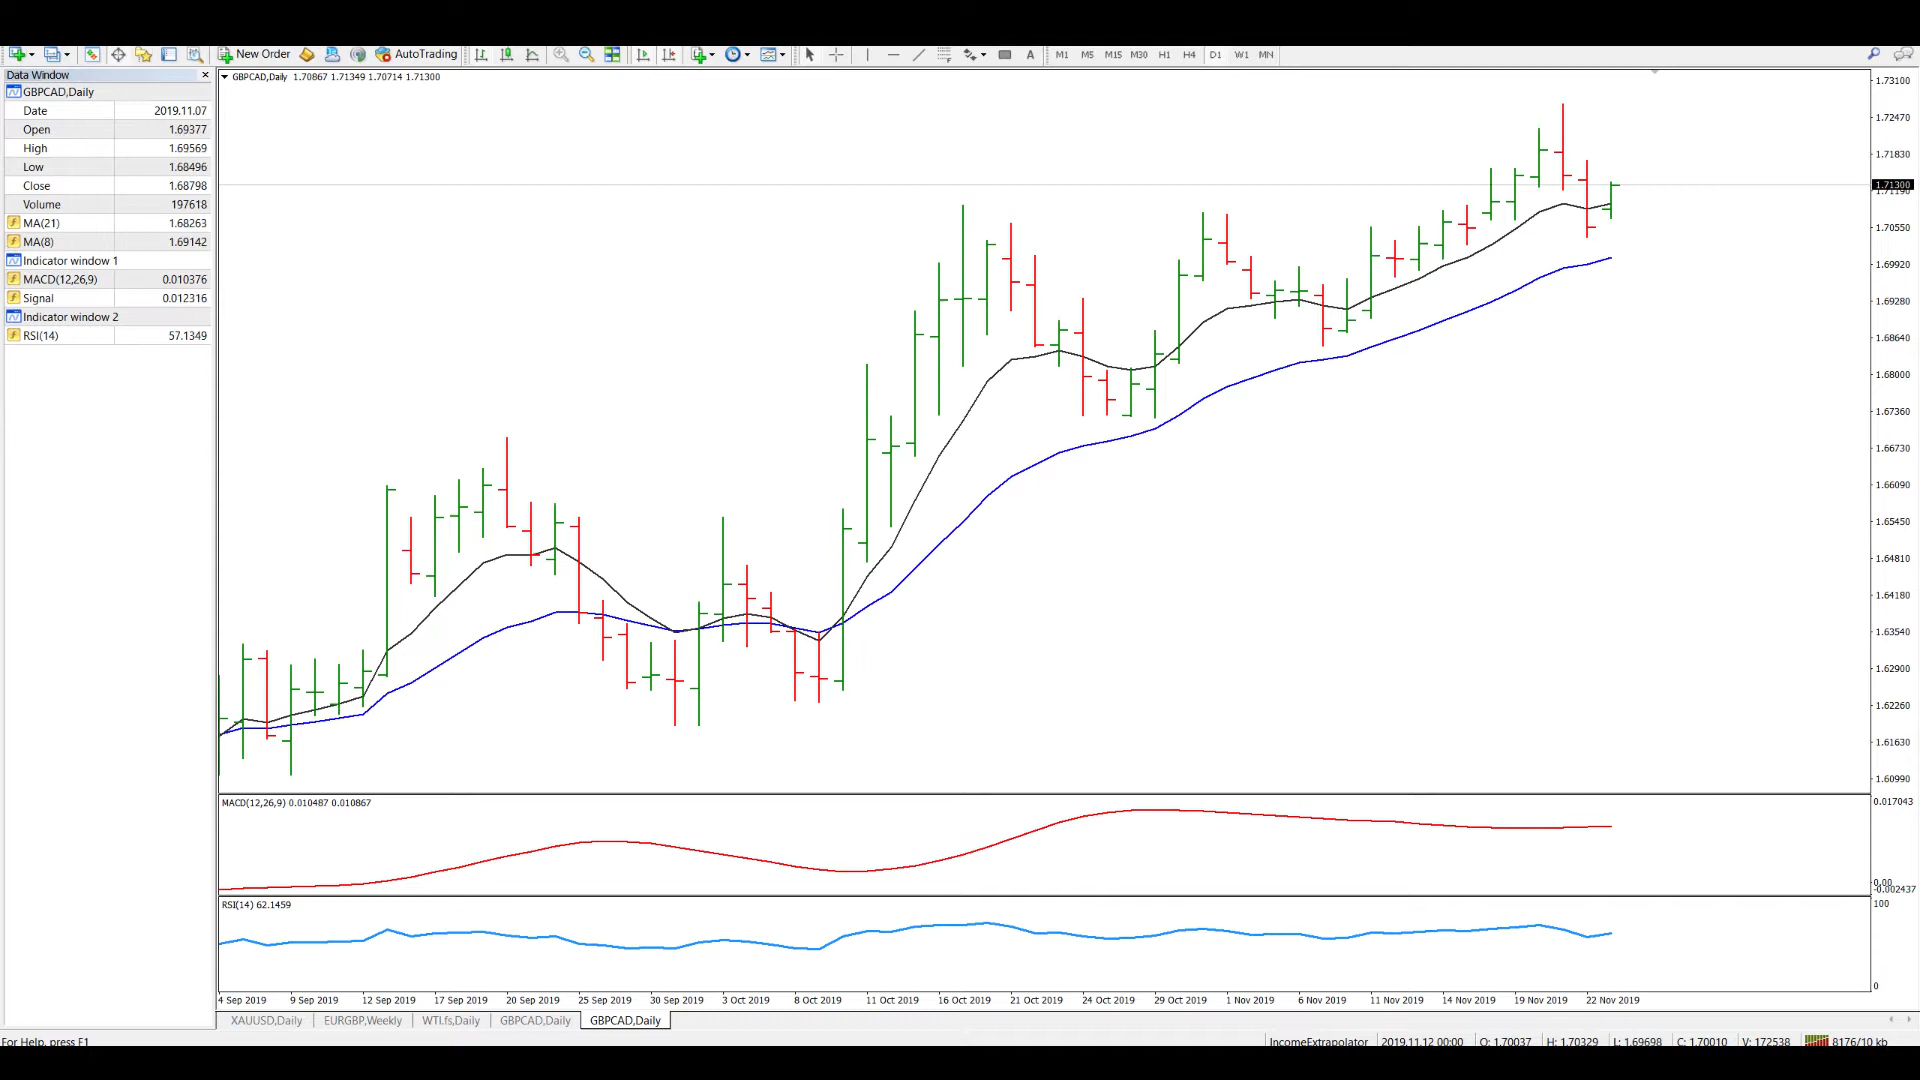 New Order
AutoTrading
A
M1 M5 M15 M30 H1 H4 D1 W1 MN
Data Window
GBPCAD,Daily
Date 2019.11.07
Open 1.69377
High 1.69569
Low 1.68496
Close 1.68798
Volume 197618
MA(21) 1.68263
MA(8) 1.69142
Indicator window 1
MACD(12,26,9) 0.010376
Signal 0.012316
Indicator window 2
RSI(14) 57.1349
GBPCAD,Daily 1.70867 1.71349 1.70714 1.71300
1.73100
1.72470
1.71830
1.71300
1.71190
1.70550
1.69920
1.69280
1.68640
1.68000
1.67360
1.66730
1.66090
1.65450
1.64810
1.64180
1.63540
1.62900
1.62260
1.61630
1.60990
MACD(12,26,9) 0.010487 0.010867
0.017043
0.00
-0.002437
RSI(14) 62.1459
100
0
4 Sep 2019 9 Sep 2019 12 Sep 2019 17 Sep 2019 20 Sep 2019 25 Sep 2019 30 Sep 2019 3 Oct 2019 8 Oct 2019 11 Oct 2019 16 Oct 2019 21 Oct 2019 24 Oct 2019 29 Oct 2019 1 Nov 2019 6 Nov 2019 11 Nov 2019 14 Nov 2019 19 Nov 2019 22 Nov 2019
XAUUSD,Daily EURGBP,Weekly WTI.fs,Daily GBPCAD,Daily GBPCAD,Daily
For Help, press F1 IncomeExtrapolator 2019.11.12 00:00 O: 1.70037 H: 1.70329 L: 1.69698 C: 1.70010 V: 172538 8176/10 kb